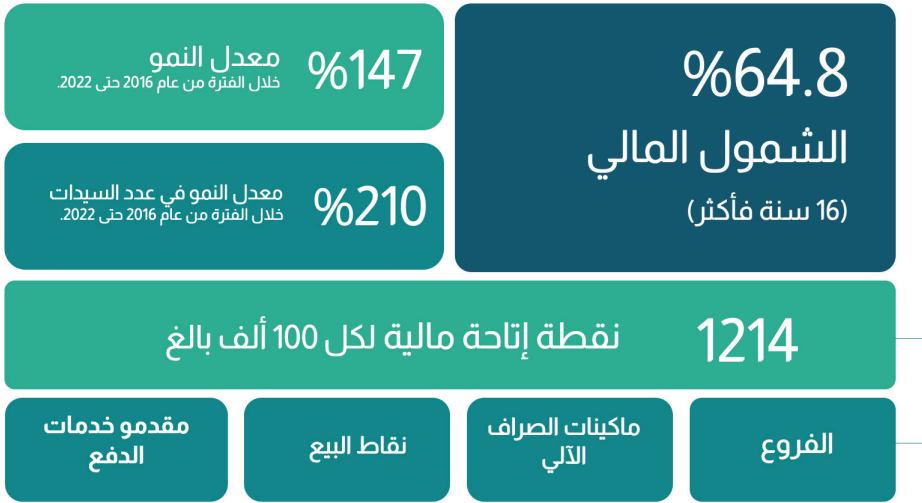 %64.8
الشمول المالي
(16 سنة فأكثر)
%147
معدل النمو
خلال الفترة من عام 2016 حتى 2022.
%210
معدل النمو في عدد السيدات
خلال الفترة من عام 2016 حتى 2022.
1214 نقطة إتاحة مالية لكل 100 ألف بالغ
الفروع
ماكينات الصراف
الآلي
نقاط البيع
مقدمو خدمات
الدفع